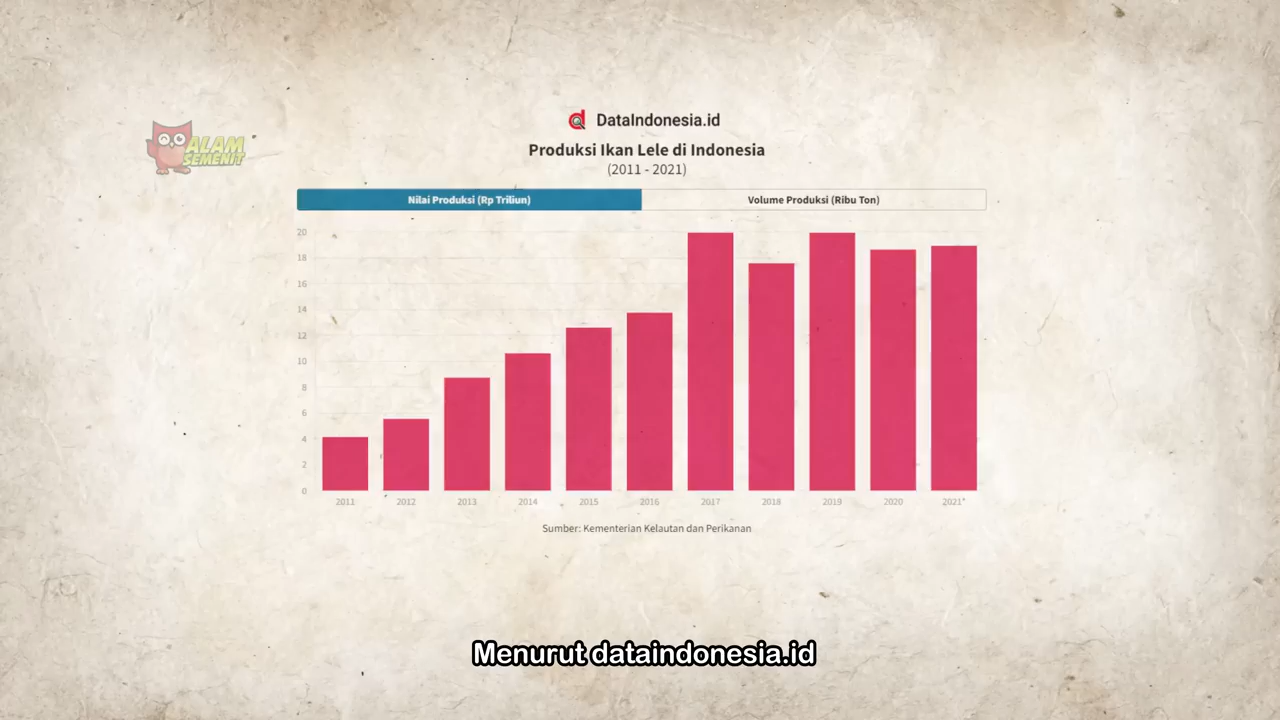 DataIndonesia.id
ALAM
SEMENIT
Produksi Ikan Lele di Indonesia
(2011 - 2021)
Nilai Produksi (Rp Triliun)
Volume Produksi (Ribu Ton)
20
18
16
14
12
10
8
6
4
2
0
2011 2012 2013 2014 2015 2016 2017 2018 2019 2020 2021*
Sumber: Kementerian Kelautan dan Perikanan
Menurut dataindonesia.id